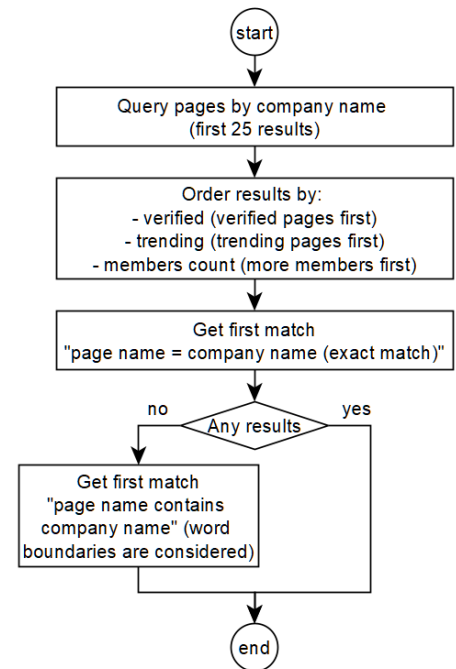 start
Query pages by company name
(first 25 results)
Order results by:
- verified (verified pages first)
- trending (trending pages first)
- members count (more members first)
Get first match
"page name = company name (exact match)"
no
yes
Any results
Get first match
"page name contains
company name" (word
boundaries are considered)
end